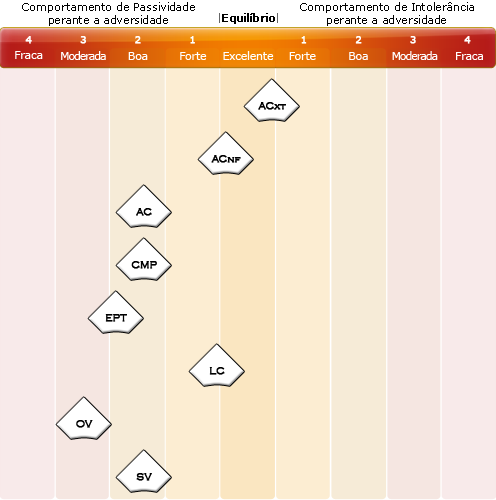 Comportamento de Passividade
perante a adversidade
|Equilíbrio|
Comportamento de Intolerância
perante a adversidade
4 3 2 1 1 2 3 4
Fraca Moderada Boa Forte Excelente Forte Boa Moderada Fraca
ACXT
ACNF
AC
CMP
EPT
LC
OV
SV